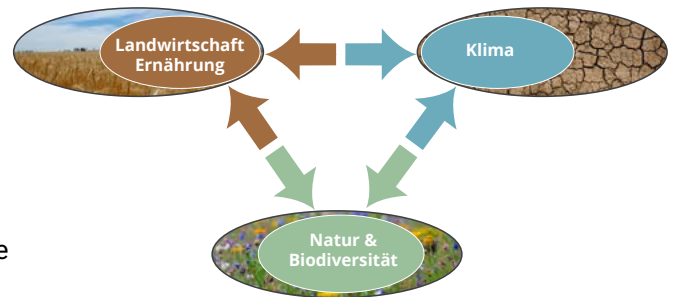 Landwirtschaft
Ernährung
Klima
Natur &
Biodiversität
e